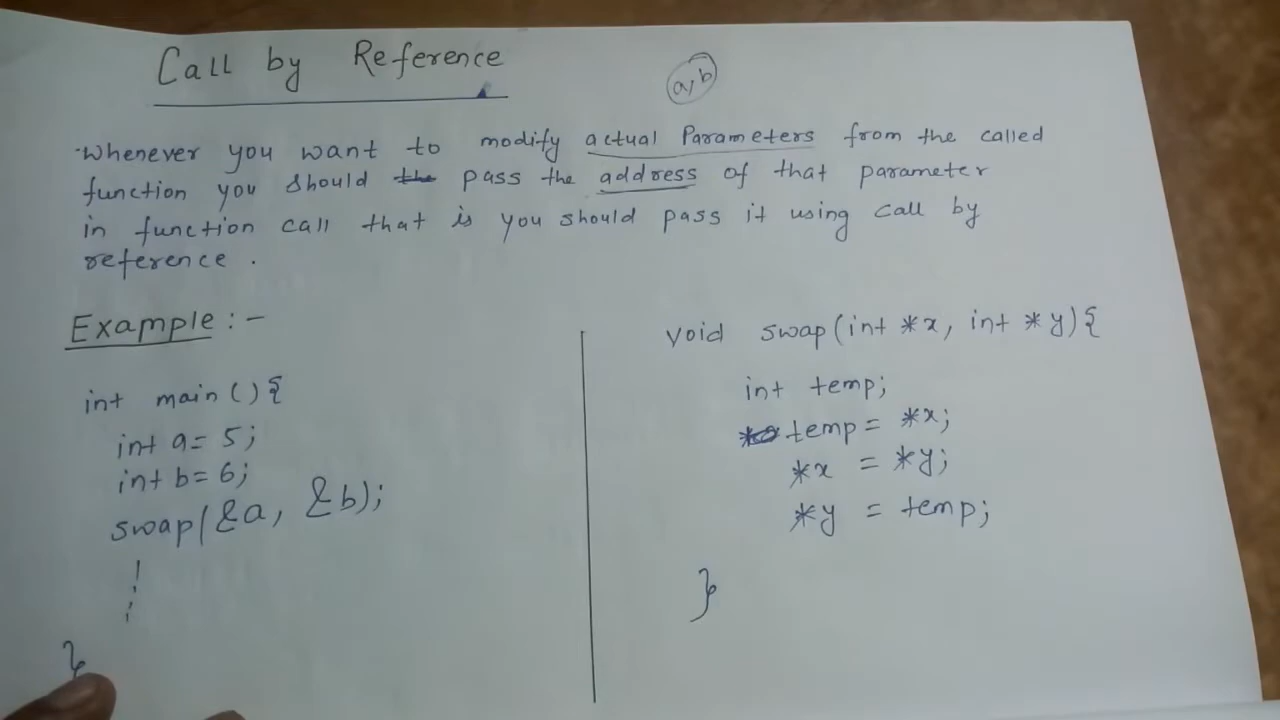 Call by Reference
a,b
Whenever you want to modify actual Parameters from the called
function you should the pass the address of that parameter
in function call that is you should pass it using call by
reference .
Example :-
int main () {
int a = 5;
int b = 6;
swap(&a, &b);
}
void swap(int *x, int *y) {
int temp;
temp = *x;
*x = *y;
*y = temp;
}